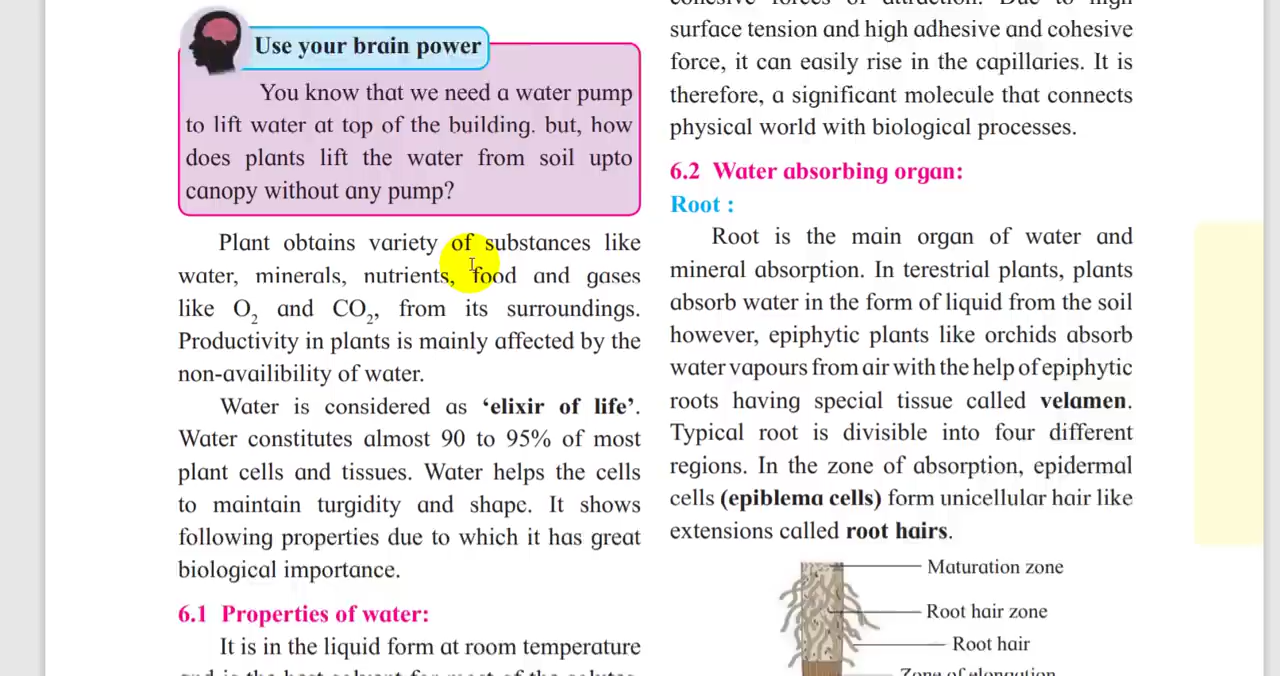 Use your brain power
You know that we need a water pump
to lift water at top of the building. but, how
does plants lift the water from soil upto
canopy without any pump?
Plant obtains variety of substances like
water, minerals, nutrients, food and gases
like O₂ and CO₂, from its surroundings.
Productivity in plants is mainly affected by the
non-availibility of water.
Water is considered as ‘elixir of life’.
Water constitutes almost 90 to 95% of most
plant cells and tissues. Water helps the cells
to maintain turgidity and shape. It shows
following properties due to which it has great
biological importance.
6.1 Properties of water:
It is in the liquid form at room temperature
and is the best solvent for most of the solutes.
cohesive forces of attraction. Due to high
surface tension and high adhesive and cohesive
force, it can easily rise in the capillaries. It is
therefore, a significant molecule that connects
physical world with biological processes.
6.2 Water absorbing organ:
Root :
Root is the main organ of water and
mineral absorption. In terestrial plants, plants
absorb water in the form of liquid from the soil
however, epiphytic plants like orchids absorb
water vapours from air with the help of epiphytic
roots having special tissue called velamen.
Typical root is divisible into four different
regions. In the zone of absorption, epidermal
cells (epiblema cells) form unicellular hair like
extensions called root hairs.
Maturation zone
Root hair zone
Root hair
Zone of elongation